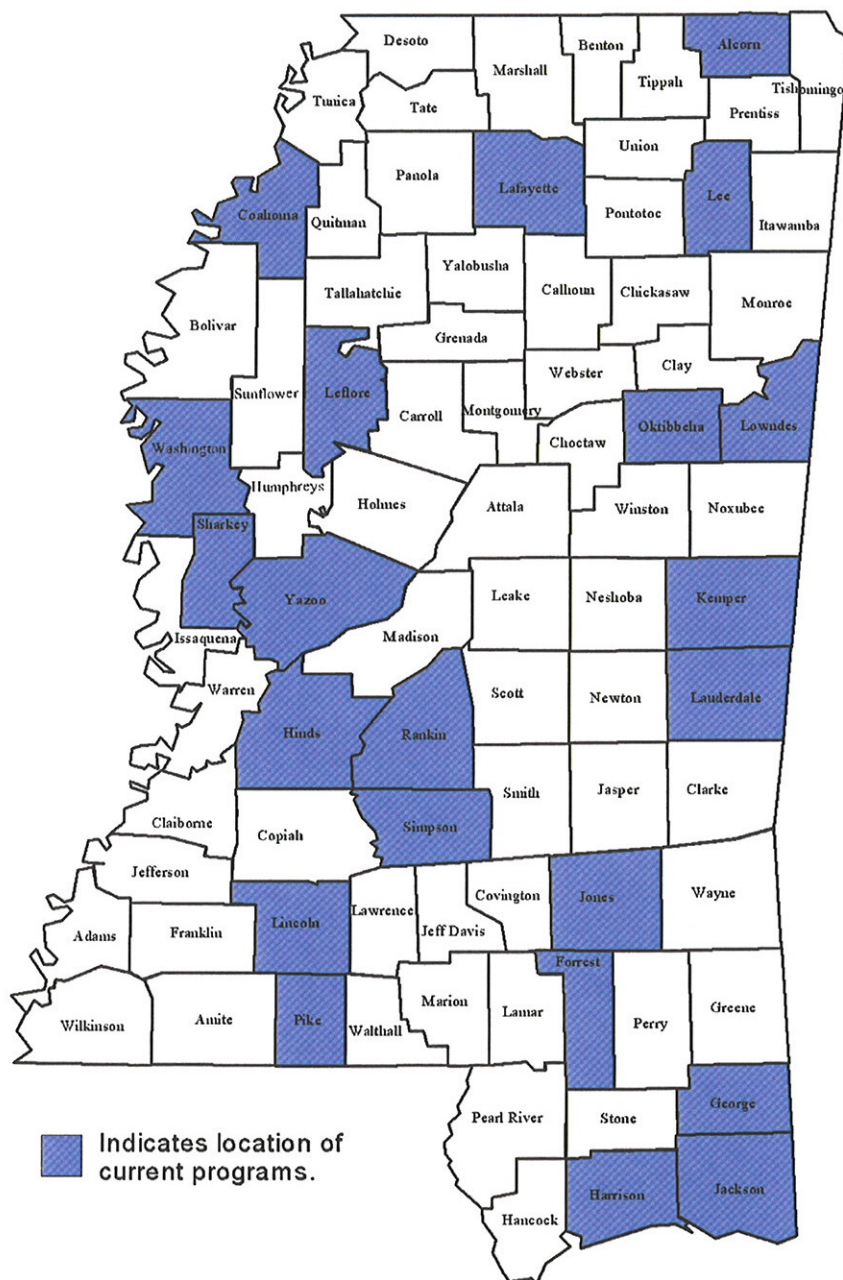 Desoto
Marshall
Benton
Tippah
Alcorn
Tishomingo
Tunica
Tate
Prentiss
Panola
Lafayette
Union
Lee
Coahoma
Quitman
Pontotoc
Itawamba
Tallahatchie
Yalobusha
Calhoun
Chickasaw
Monroe
Bolivar
Grenada
Sunflower
Leflore
Carroll
Montgomery
Webster
Clay
Washington
Choctaw
Oktibbeha
Lowndes
Humphreys
Holmes
Attala
Winston
Noxubee
Sharkey
Yazoo
Leake
Neshoba
Kemper
Issaquena
Madison
Warren
Scott
Newton
Lauderdale
Hinds
Rankin
Smith
Jasper
Clarke
Claiborne
Copiah
Simpson
Jefferson
Covington
Jones
Wayne
Adams
Franklin
Lincoln
Lawrence
Jeff Davis
Forrest
Wilkinson
Amite
Pike
Walthall
Marion
Lamar
Perry
Greene
Pearl River
Stone
George
Hancock
Harrison
Jackson
Indicates location of
current programs.